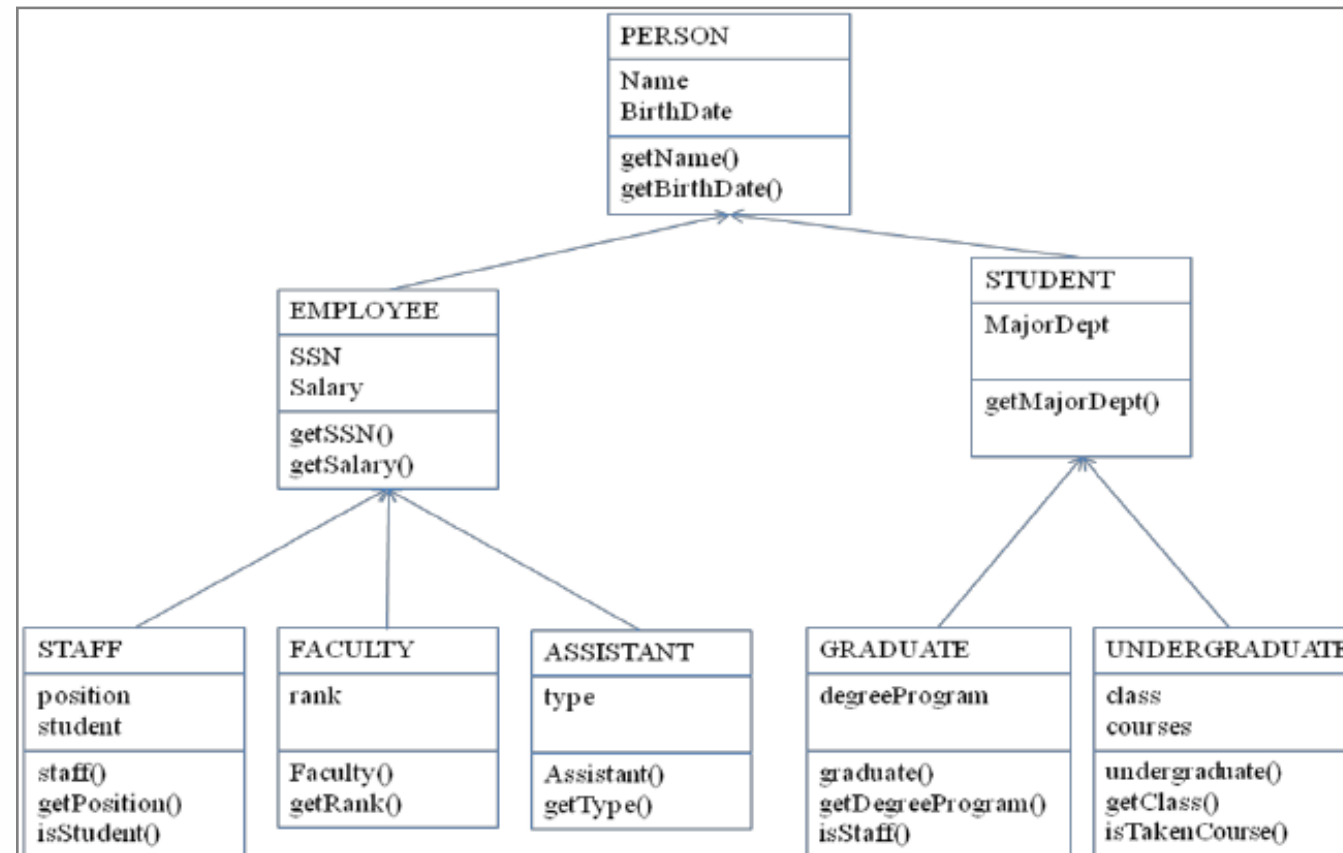 PERSON
Name
BirthDate
getName()
getBirthDate()
EMPLOYEE
SSN
Salary
getSSN()
getSalary()
STUDENT
MajorDept
getMajorDept()
STAFF
position
student
staff()
getPosition()
isStudent()
FACULTY
rank
Faculty()
getRank()
ASSISTANT
type
Assistant()
getType()
GRADUATE
degreeProgram
graduate()
getDegreeProgram()
isStaff()
UNDERGRADUATE
class
courses
undergraduate()
getClass()
isTakenCourse()